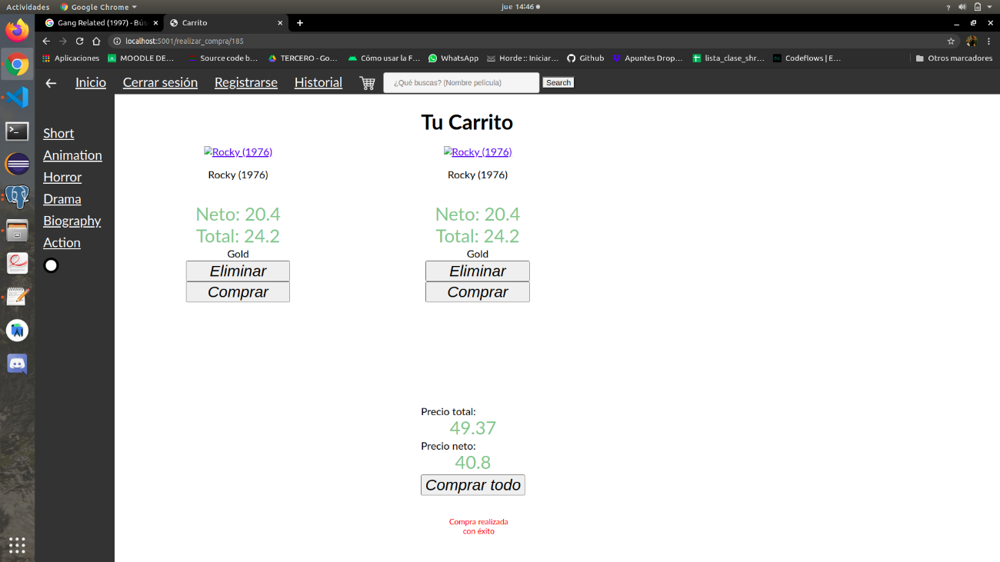 Actividades
Google Chrome
jue 14:46
Gang Related (1997) - Bús
Carrito
localhost:5001/realizar_compra/185
Aplicaciones
MOODLE DE...
Source code b...
TERCERO - Go...
Cómo usar la F...
WhatsApp
Horde :: Iniciar...
Github
Apuntes Drop...
lista_clase_shr...
Codeflows | E...
Otros marcadores
Inicio
Cerrar sesión
Registrarse
Historial
¿Qué buscas? (Nombre película)
Search
Short
Animation
Horror
Drama
Biography
Action
Tu Carrito
Rocky (1976)
Rocky (1976)
Neto: 20.4
Total: 24.2
Gold
Eliminar
Comprar
Rocky (1976)
Rocky (1976)
Neto: 20.4
Total: 24.2
Gold
Eliminar
Comprar
Precio total:
49.37
Precio neto:
40.8
Comprar todo
Compra realizada
con éxito